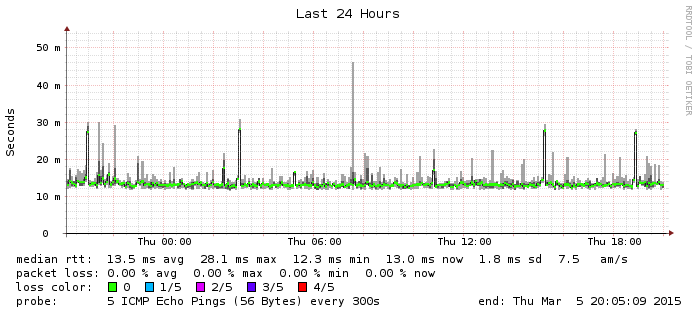 Last 24 Hours
RRDTOOL / TOBI OETIKER
Seconds
50 m
40 m
30 m
20 m
10 m
0
Thu 00:00 Thu 06:00 Thu 12:00 Thu 18:00
median rtt: 13.5 ms avg 28.1 ms max 12.3 ms min 13.0 ms now 1.8 ms sd 7.5 am/s
packet loss: 0.00 % avg 0.00 % max 0.00 % min 0.00 % now
loss color: 0 1/5 2/5 3/5 4/5
probe: 5 ICMP Echo Pings (56 Bytes) every 300s end: Thu Mar 5 20:05:09 2015